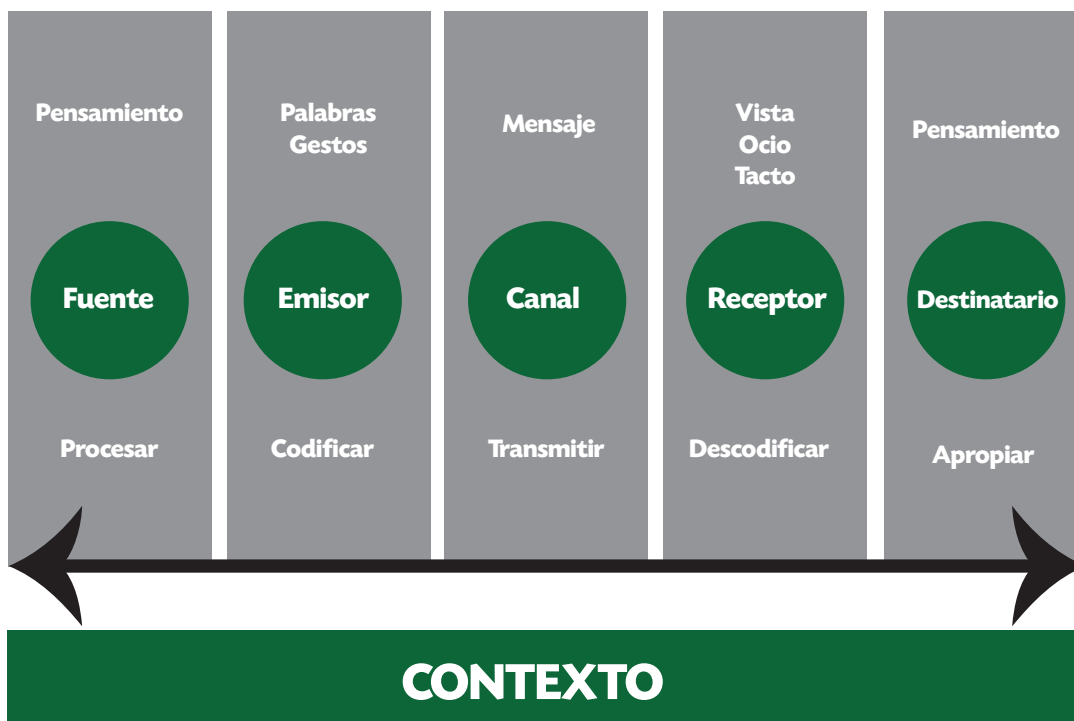 Pensamiento
Fuente
Procesar
Palabras
Gestos
Emisor
Codificar
Mensaje
Canal
Transmitir
Vista
Ocio
Tacto
Receptor
Descodificar
Pensamiento
Destinatario
Apropiar
CONTEXTO